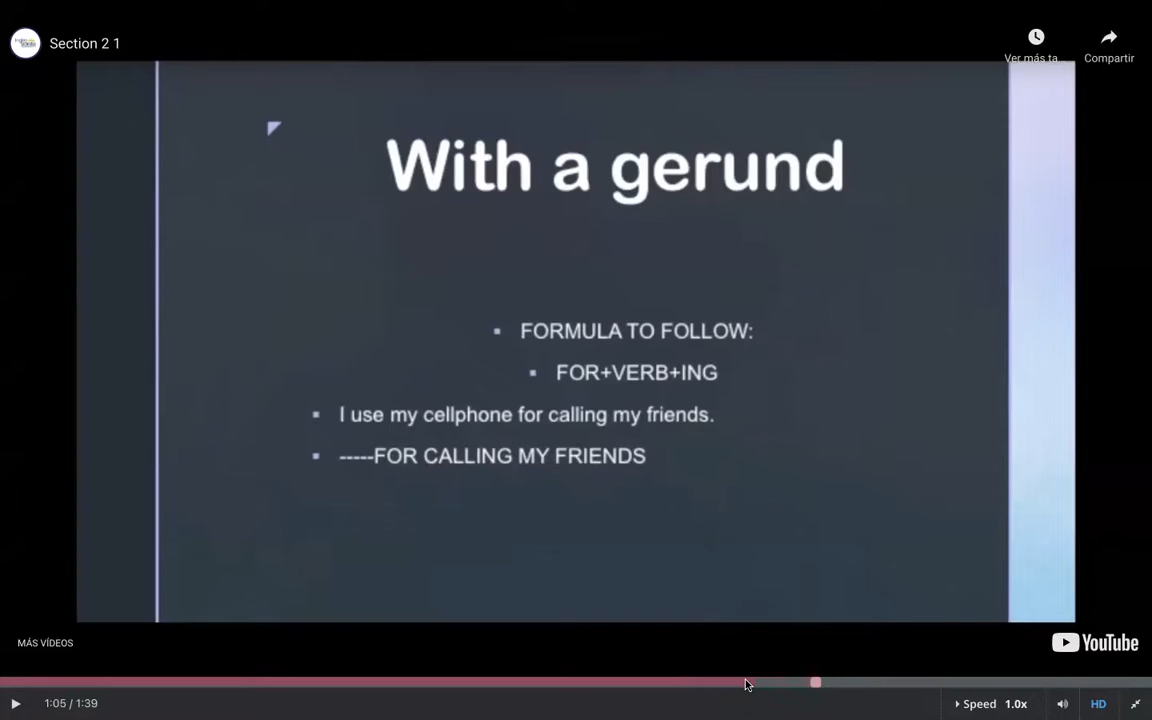 Section 2 1
Ver más ta...
Compartir
With a gerund
FORMULA TO FOLLOW:
FOR+VERB+ING
I use my cellphone for calling my friends.
-----FOR CALLING MY FRIENDS
MÁS VÍDEOS
YouTube
1:05 / 1:39
Speed 1.0x
HD